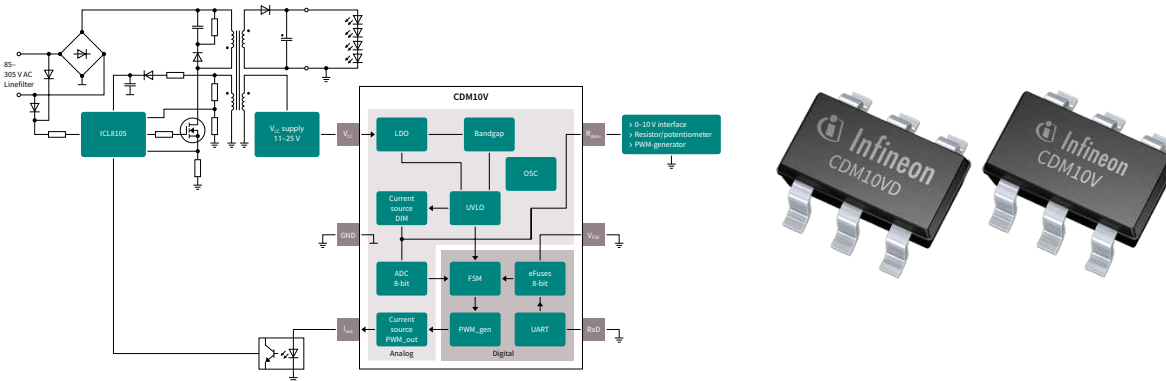 85–
305 V AC
Linefilter
ICL8105
VCC supply
11–25 V
CDM10V
VCC
LDO
Bandgap
Rdim+
> 0–10 V interface
> Resistor/potentiometer
> PWM-generator
OSC
Current
source
DIM
UVLO
GND
ADC
8-bit
FSM
eFuses
8-bit
Iout
Current
source
PWM_out
PWM_gen
UART
RxD
Analog
Digital
Infineon
CDM10VD
Infineon
CDM10V